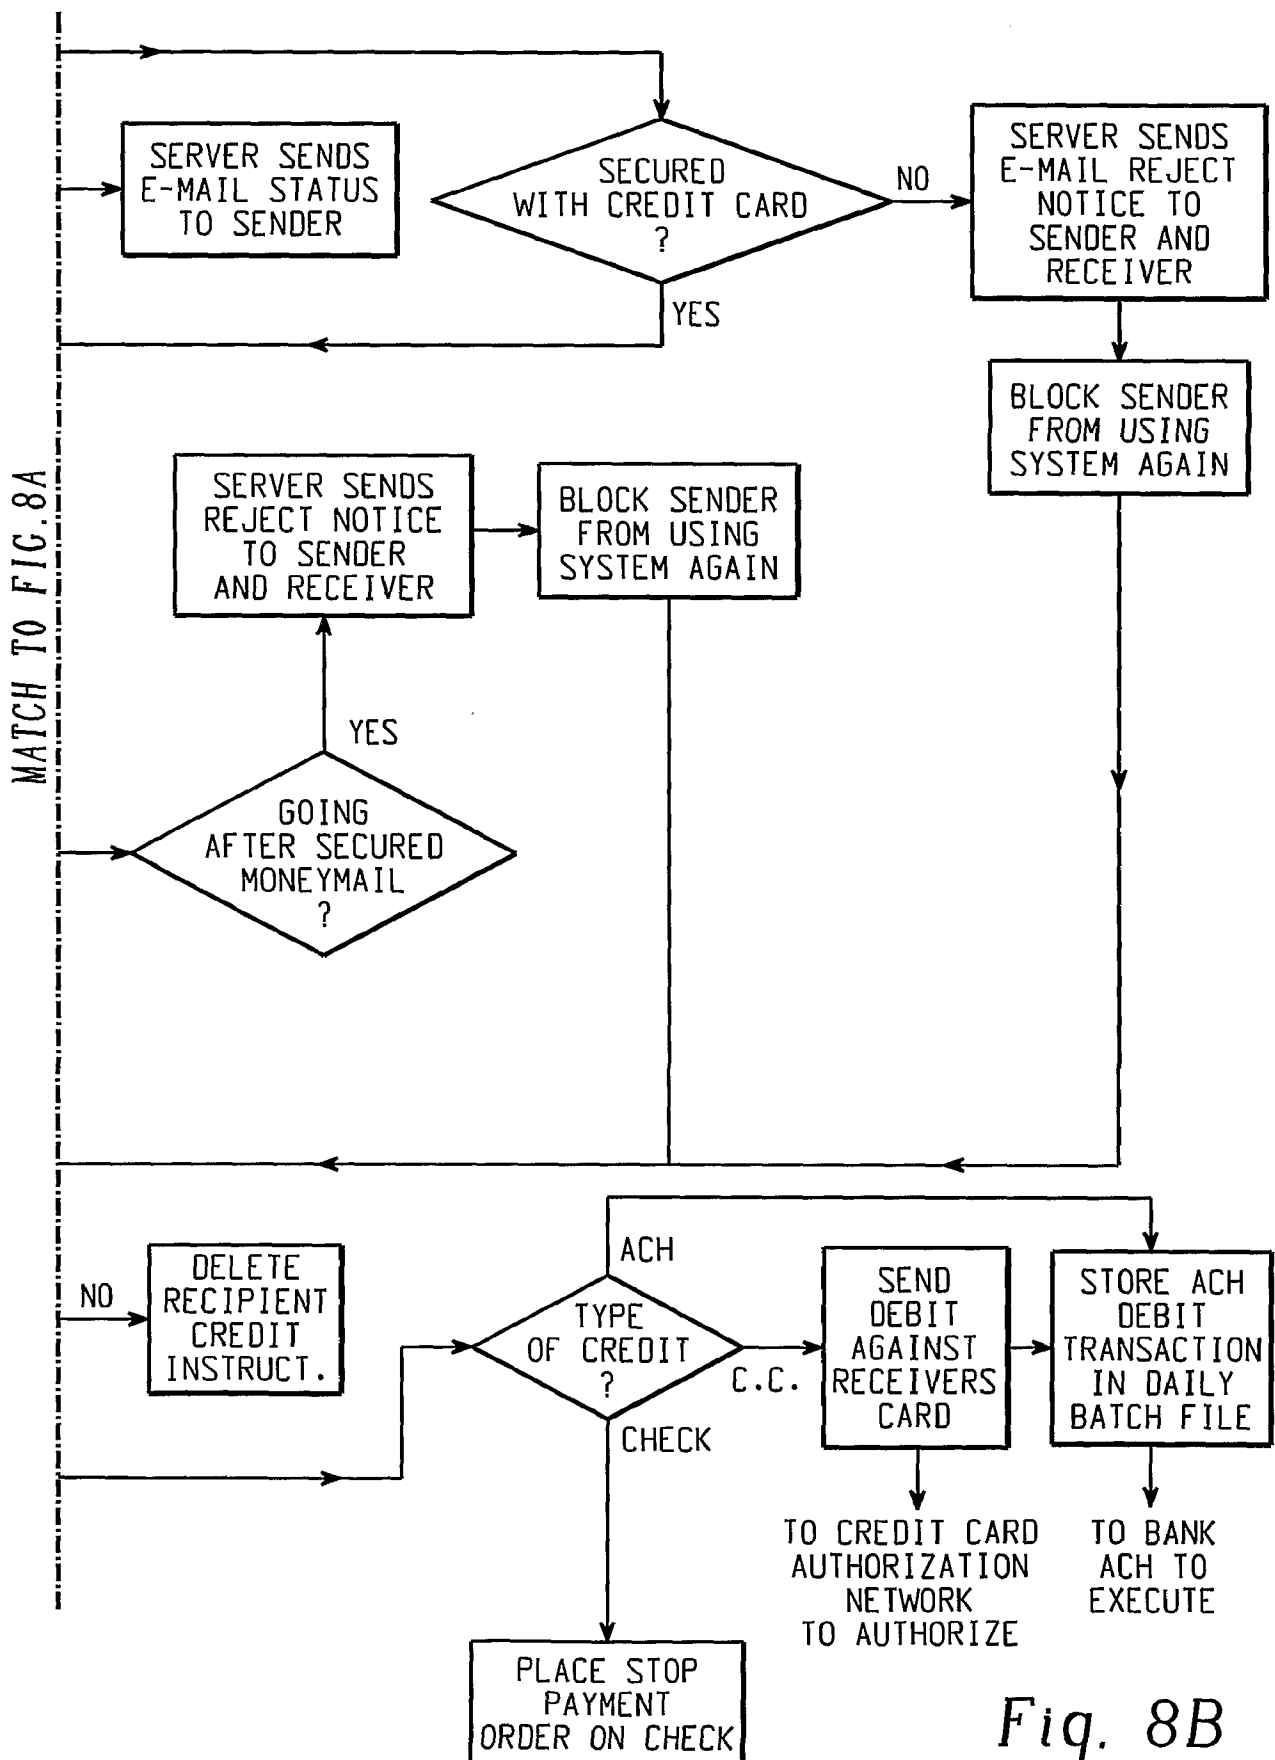 SERVER SENDS
E-MAIL STATUS
TO SENDER
SECURED
WITH CREDIT CARD
?
NO
YES
SERVER SENDS
E-MAIL REJECT
NOTICE TO
SENDER AND
RECEIVER
BLOCK SENDER
FROM USING
SYSTEM AGAIN
MATCH TO FIG.8A
SERVER SENDS
REJECT NOTICE
TO SENDER
AND RECEIVER
BLOCK SENDER
FROM USING
SYSTEM AGAIN
YES
GOING
AFTER SECURED
MONEYMAIL
?
NO
DELETE
RECIPIENT
CREDIT
INSTRUCT.
ACH
TYPE
OF CREDIT
?
C.C.
CHECK
SEND
DEBIT
AGAINST
RECEIVERS
CARD
STORE ACH
DEBIT
TRANSACTION
IN DAILY
BATCH FILE
TO CREDIT CARD
AUTHORIZATION
NETWORK
TO AUTHORIZE
TO BANK
ACH TO
EXECUTE
PLACE STOP
PAYMENT
ORDER ON CHECK
Fig. 8B